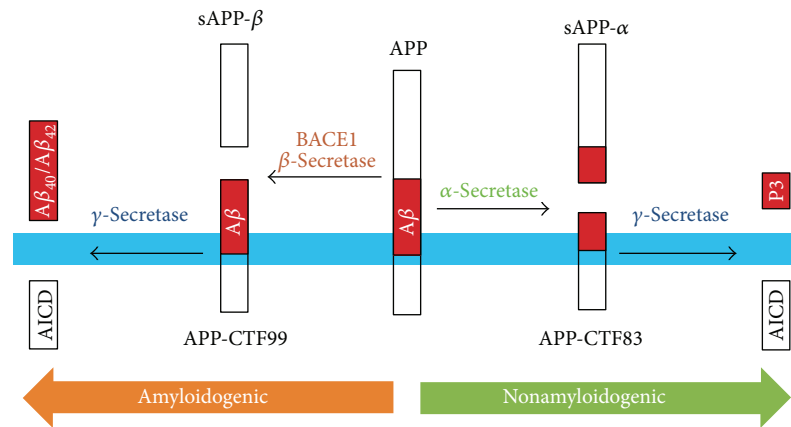 sAPP-β
APP
sAPP-α
Aβ40/Aβ42
BACE1
β-Secretase
α-Secretase
P3
γ-Secretase
Aβ
Aβ
γ-Secretase
AICD
AICD
APP-CTF99
APP-CTF83
Amyloidogenic
Nonamyloidogenic